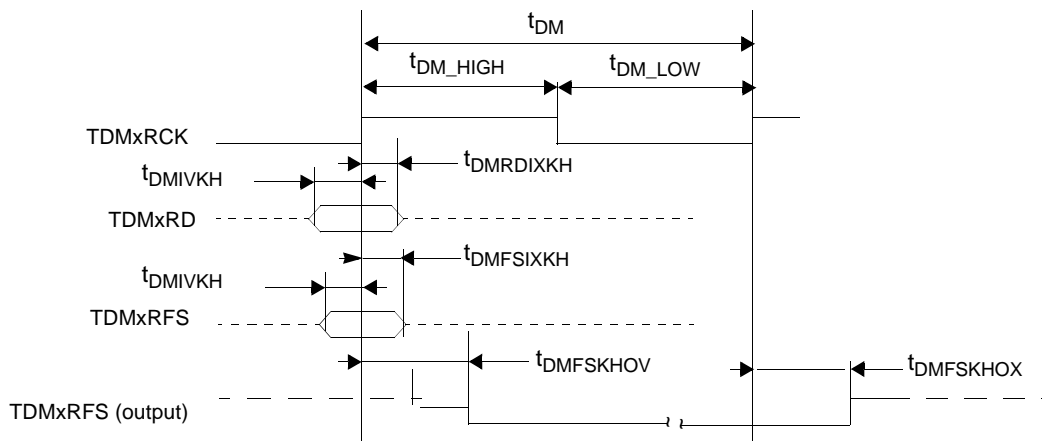 tDM
tDM_HIGH
tDM_LOW
TDMxRCK
tDMIVKH
tDMRDIXKH
TDMxRD
tDMIVKH
tDMFSIXKH
TDMxRFS
tDMFSKHOV
tDMFSKHOX
TDMxRFS (output)